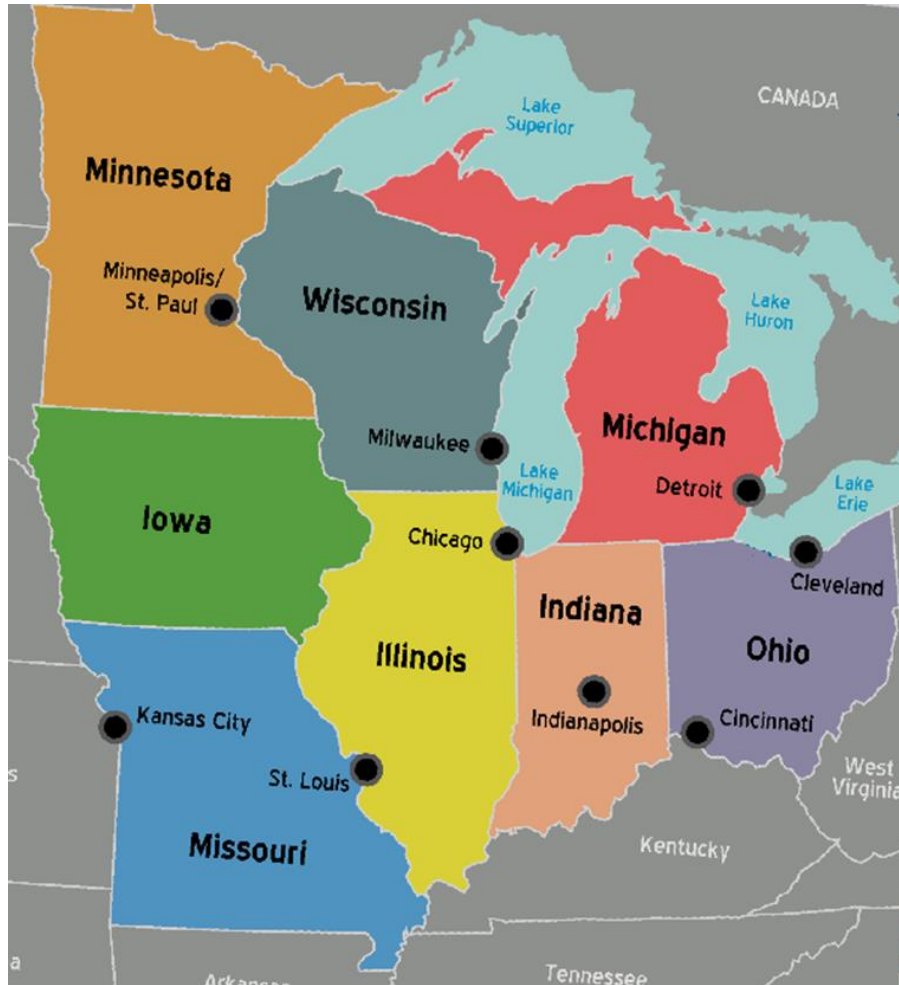 CANADA
Lake
Superior
Minnesota
Minneapolis/
St. Paul
Wisconsin
Lake
Huron
Michigan
Milwaukee
Lake
Michigan
Detroit
Lake
Erie
Iowa
Chicago
Cleveland
Indiana
Illinois
Ohio
Kansas City
Indianapolis
Cincinnati
St. Louis
West
Virginia
Missouri
Kentucky
Tennessee